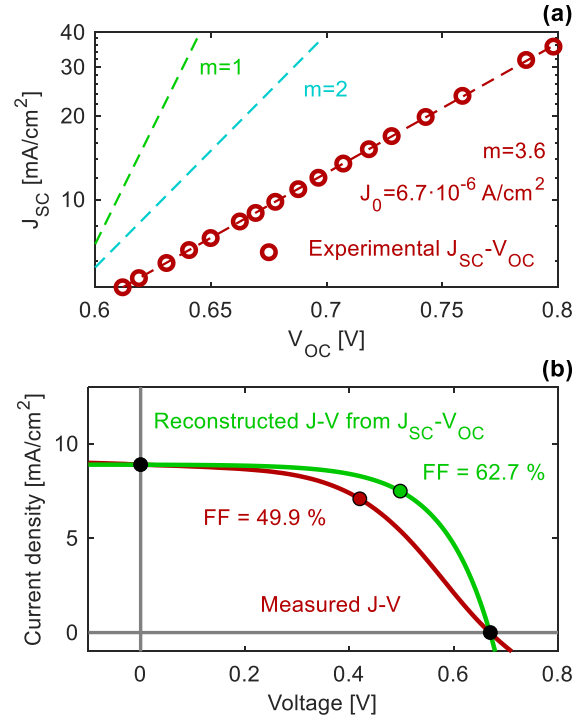 (a)
40
30
20
10
J_SC [mA/cm^2]
m=1
m=2
m=3.6
J_0=6.7·10^-6 A/cm^2
Experimental J_SC-V_OC
0.6 0.65 0.7 0.75 0.8
V_OC [V]
(b)
Reconstructed J-V from J_SC-V_OC
10
FF = 62.7 %
FF = 49.9 %
5
Measured J-V
0
Current density [mA/cm^2]
0 0.2 0.4 0.6 0.8
Voltage [V]